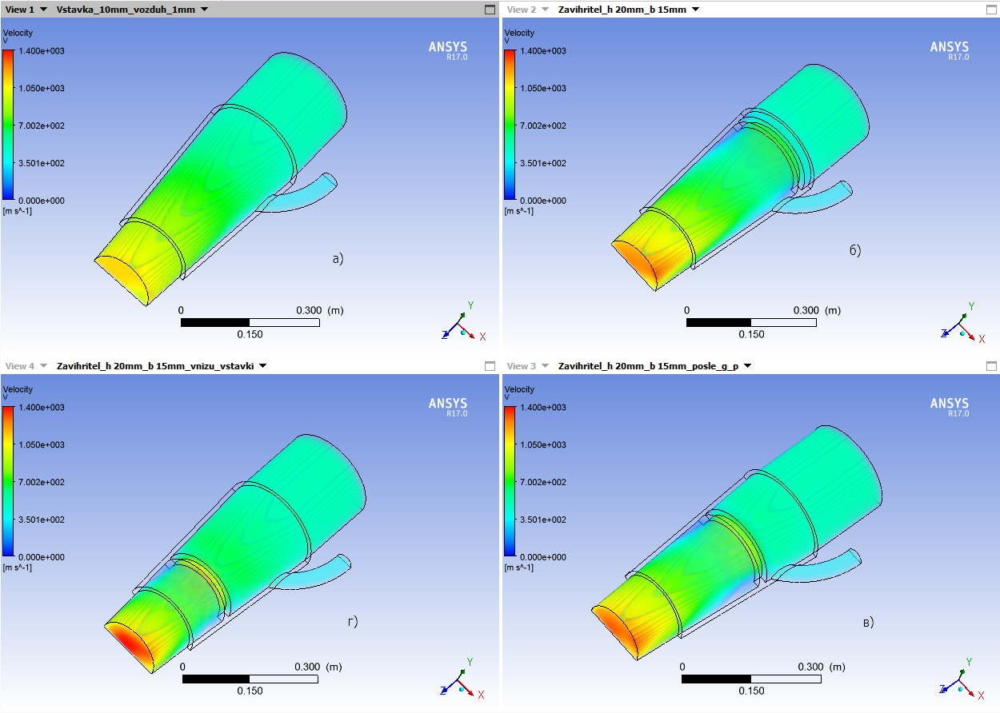 View 1 Vstavka_10mm_vozduh_1mm
Velocity
V
1.400e+003
1.050e+003
7.002e+002
3.501e+002
0.000e+000
[m s^-1]
ANSYS
R17.0
а)
0 0.300 (m)
0.150
Y
Z
X
View 2 Zavihritel_h 20mm_b 15mm
Velocity
V
1.400e+003
1.050e+003
7.002e+002
3.501e+002
0.000e+000
[m s^-1]
ANSYS
R17.0
б)
0 0.300 (m)
0.150
Y
Z
X
View 4 Zavihritel_h 20mm_b 15mm_vnizu_vstavki
Velocity
V
1.400e+003
1.050e+003
7.002e+002
3.501e+002
0.000e+000
[m s^-1]
ANSYS
R17.0
г)
0 0.300 (m)
0.150
Y
Z
X
View 3 Zavihritel_h 20mm_b 15mm_posle_g_p
Velocity
V
1.400e+003
1.050e+003
7.002e+002
3.501e+002
0.000e+000
[m s^-1]
ANSYS
R17.0
в)
0 0.300 (m)
0.150
Y
Z
X